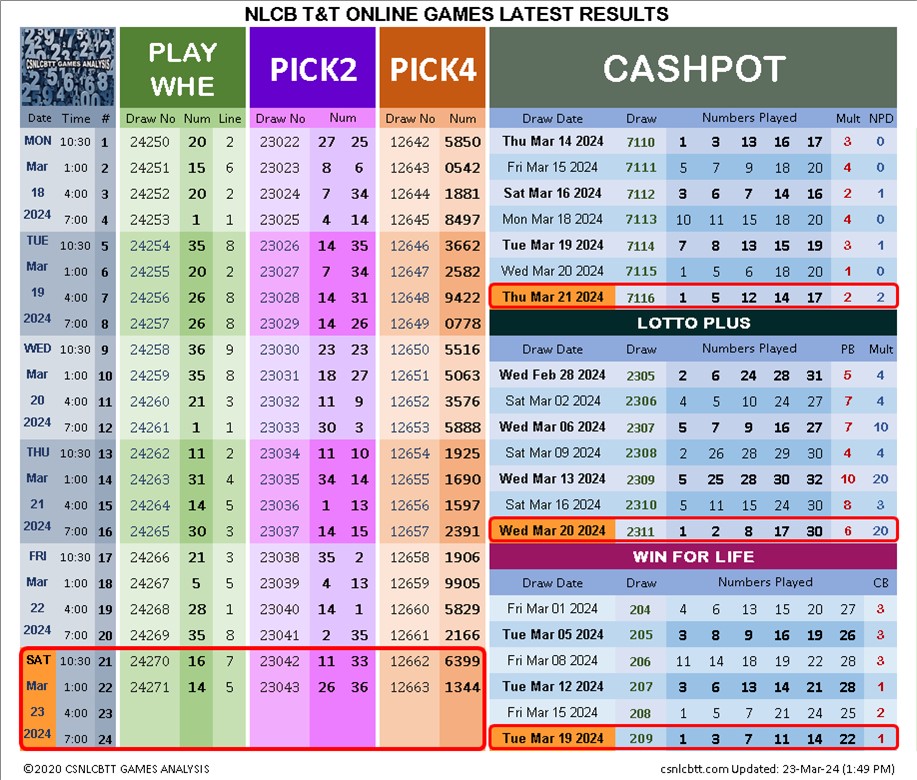 NLCB T&T ONLINE GAMES LATEST RESULTS
CSNLCBTT GAMES ANALYSIS
PLAY WHE PICK2 PICK4 CASHPOT
Date Time # Draw No Num Line Draw No Num Draw No Num Draw Date Draw Numbers Played Mult NPD
MON 10:30 1 24250 20 2 23022 27 25 12642 5850 Thu Mar 14 2024 7110 1 3 13 16 17 3 0
Mar 1:00 2 24251 15 6 23023 8 6 12643 0542 Fri Mar 15 2024 7111 5 7 9 18 20 4 0
18 4:00 3 24252 20 2 23024 7 34 12644 1881 Sat Mar 16 2024 7112 3 6 7 14 16 2 1
2024 7:00 4 24253 1 1 23025 4 14 12645 8497 Mon Mar 18 2024 7113 10 11 15 18 20 4 0
TUE 10:30 5 24254 35 8 23026 14 35 12646 3662 Tue Mar 19 2024 7114 7 8 13 15 19 3 1
Mar 1:00 6 24255 20 2 23027 7 34 12647 2582 Wed Mar 20 2024 7115 1 5 6 18 20 1 0
19 4:00 7 24256 26 8 23028 14 31 12648 9422 Thu Mar 21 2024 7116 1 5 12 14 17 2 2
2024 7:00 8 24257 26 8 23029 14 26 12649 0778 LOTTO PLUS
WED 10:30 9 24258 36 9 23030 23 23 12650 5516 Draw Date Draw Numbers Played PB Mult
Mar 1:00 10 24259 35 8 23031 18 27 12651 5063 Wed Feb 28 2024 2305 2 6 24 28 31 5 4
20 4:00 11 24260 21 3 23032 11 9 12652 3576 Sat Mar 02 2024 2306 4 5 10 24 27 7 4
2024 7:00 12 24261 1 1 23033 30 3 12653 5888 Wed Mar 06 2024 2307 5 7 9 16 27 7 10
THU 10:30 13 24262 11 2 23034 11 10 12654 1925 Sat Mar 09 2024 2308 2 26 28 29 30 4 4
Mar 1:00 14 24263 31 4 23035 34 14 12655 1690 Wed Mar 13 2024 2309 5 25 28 30 32 10 20
21 4:00 15 24264 14 5 23036 1 13 12656 1597 Sat Mar 16 2024 2310 5 11 15 24 30 8 3
2024 7:00 16 24265 30 3 23037 14 15 12657 2391 Wed Mar 20 2024 2311 1 2 8 17 30 6 20
FRI 10:30 17 24266 21 3 23038 35 2 12658 1906 WIN FOR LIFE
Mar 1:00 18 24267 5 5 23039 4 13 12659 9905 Draw Date Draw Numbers Played CB
22 4:00 19 24268 28 1 23040 14 1 12660 5829 Fri Mar 01 2024 204 4 6 13 15 20 27 3
2024 7:00 20 24269 35 8 23041 2 35 12661 2166 Tue Mar 05 2024 205 3 8 9 16 19 26 3
SAT 10:30 21 24270 16 7 23042 11 33 12662 6399 Fri Mar 08 2024 206 11 14 18 19 22 28 3
Mar 1:00 22 24271 14 5 23043 26 36 12663 1344 Tue Mar 12 2024 207 3 6 13 14 21 28 1
23 4:00 23 Fri Mar 15 2024 208 1 5 7 21 24 25 2
2024 7:00 24 Tue Mar 19 2024 209 1 3 7 11 14 22 1
©2020 CSNLCBTT GAMES ANALYSIS csnlcbtt.com Updated: 23-Mar-24 (1:49 PM)